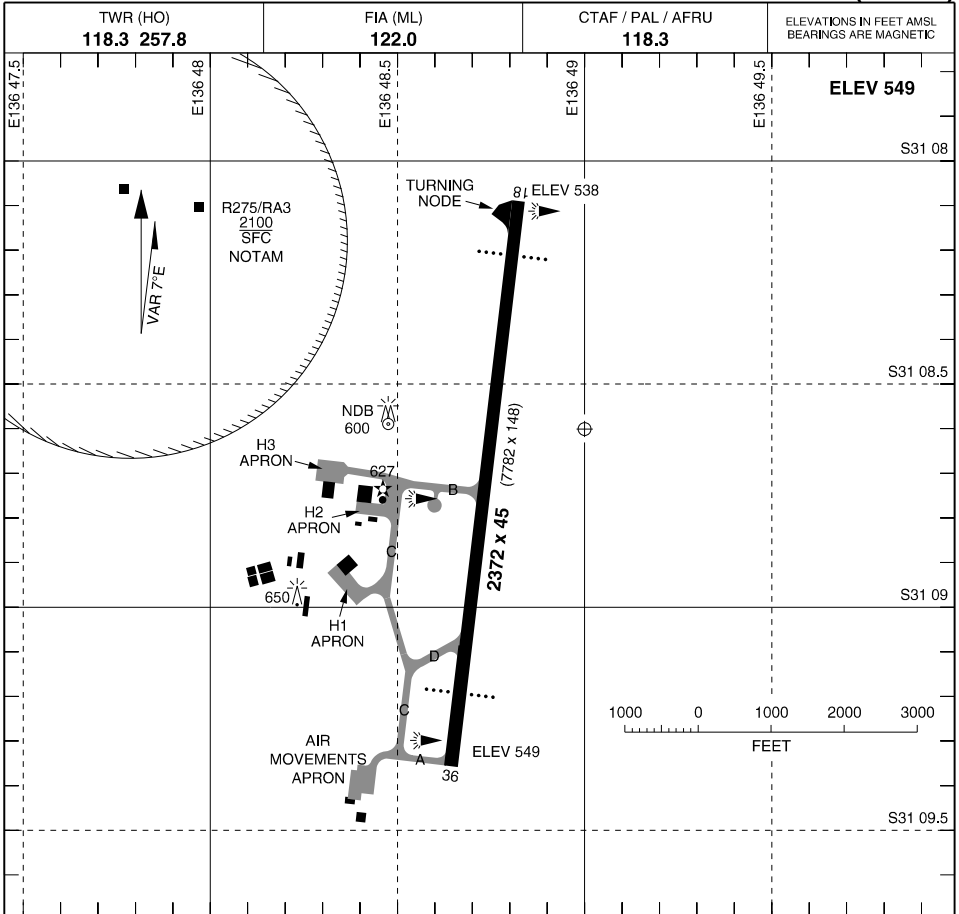 TWR (HO)
118.3 257.8
FIA (ML)
122.0
CTAF / PAL / AFRU
118.3
ELEVATIONS IN FEET AMSL
BEARINGS ARE MAGNETIC
E136 47.5
E136 48
E136 48.5
E136 49
E136 49.5
ELEV 549
S31 08
TURNING
NODE
18
ELEV 538
R275/RA3
2100
SFC
NOTAM
VAR 7°E
S31 08.5
NDB
600
(7782 x 148)
H3
APRON
627
B
H2
APRON
2372 x 45
C
650
S31 09
H1
APRON
D
C
1000 0 1000 2000 3000
FEET
AIR
MOVEMENTS
APRON
A
ELEV 549
36
S31 09.5